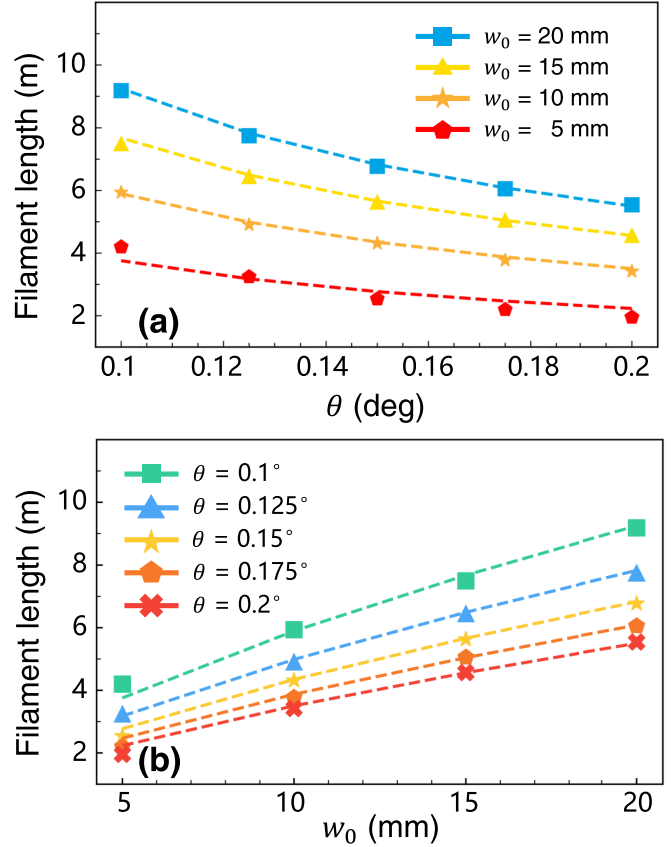 Filament length (m)
10
8
6
4
2
w₀ = 20 mm
w₀ = 15 mm
w₀ = 10 mm
w₀ = 5 mm
(a)
0.1 0.12 0.14 0.16 0.18 0.2
θ (deg)
Filament length (m)
10
8
6
4
2
θ = 0.1°
θ = 0.125°
θ = 0.15°
θ = 0.175°
θ = 0.2°
(b)
5 10 15 20
w₀ (mm)